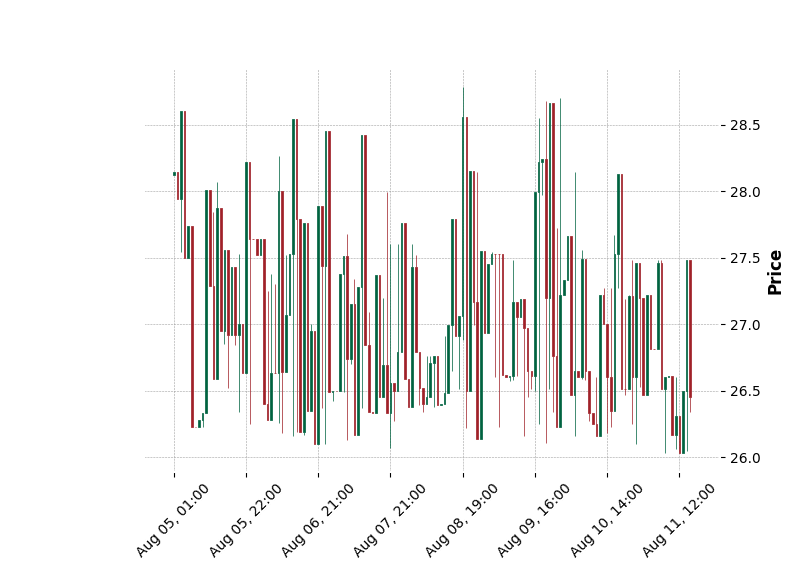 28.5
28.0
27.5
27.0
26.5
26.0
Price
Aug 05, 01:00
Aug 05, 22:00
Aug 06, 21:00
Aug 07, 21:00
Aug 08, 19:00
Aug 09, 16:00
Aug 10, 14:00
Aug 11, 12:00